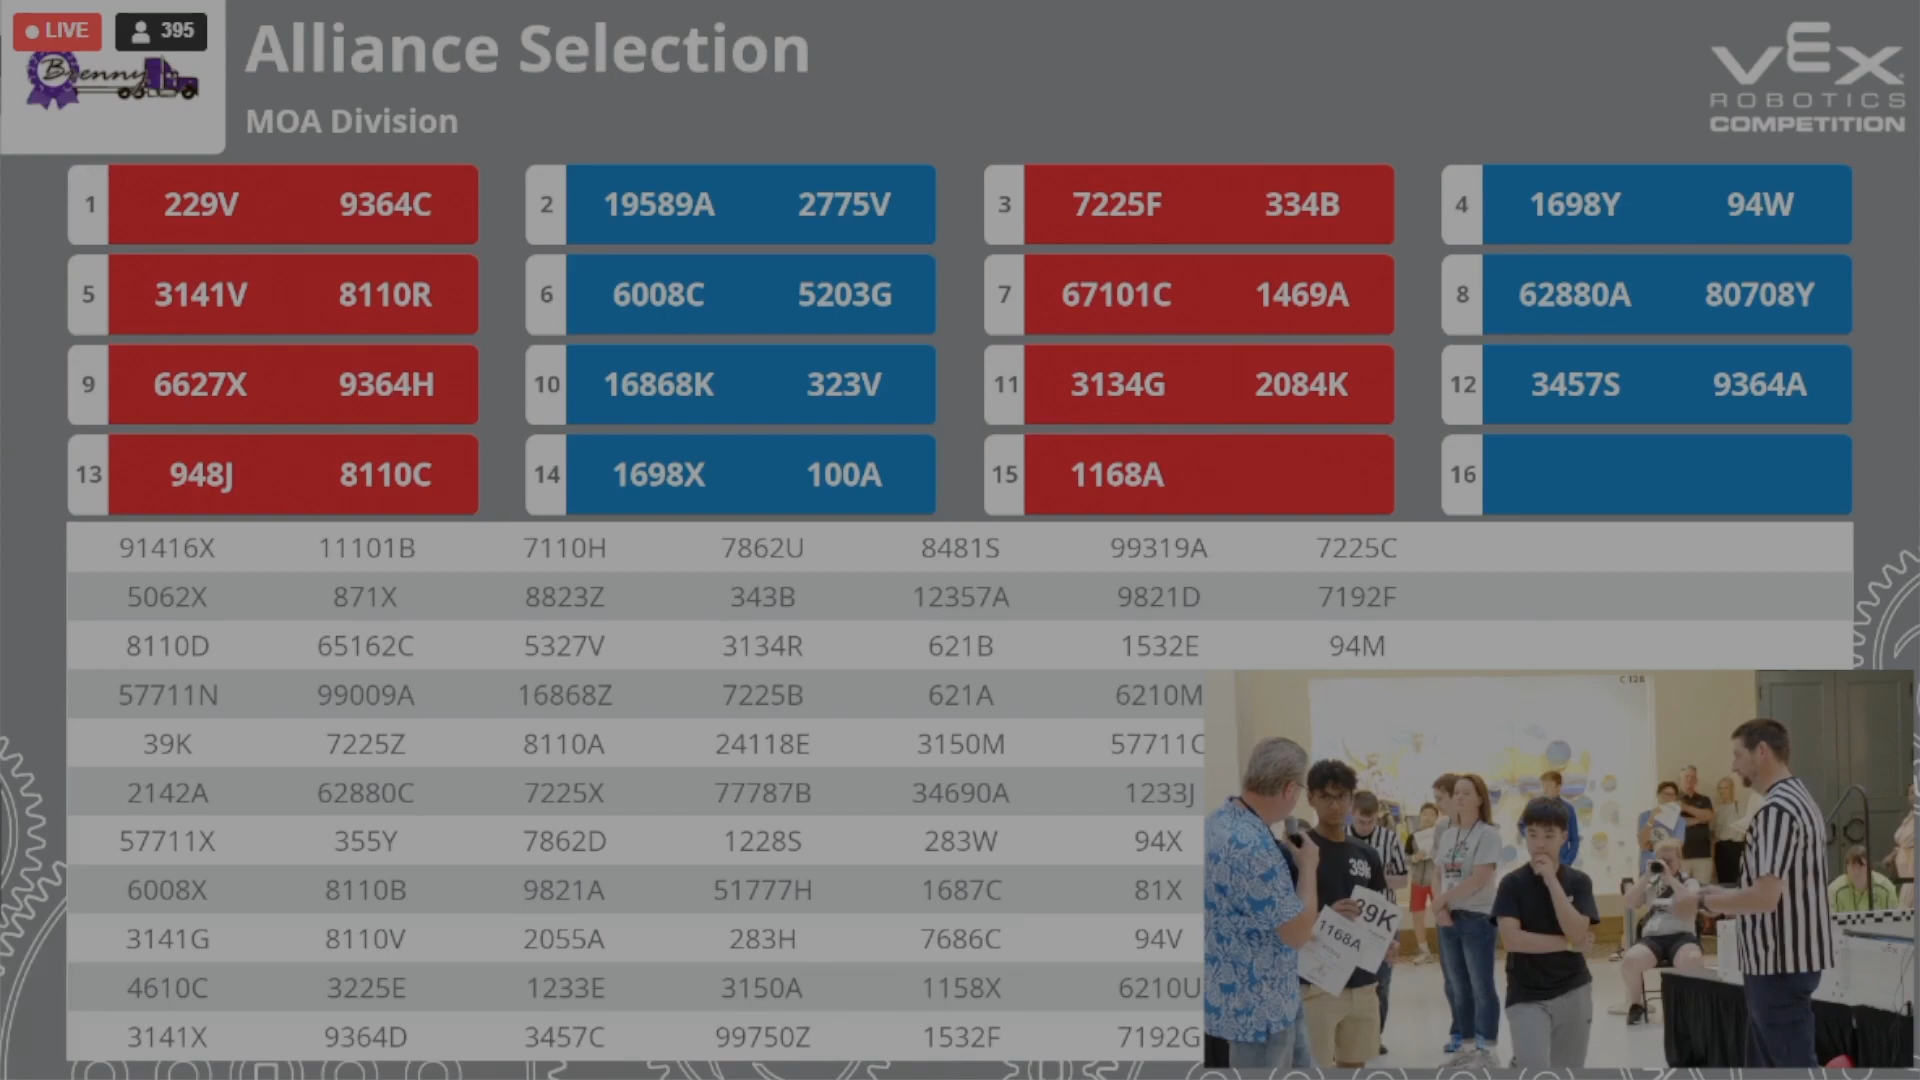 LIVE 395
Brenny
Alliance Selection
MOA Division
VEX
ROBOTICS
COMPETITION
1 229V 9364C 2 19589A 2775V 3 7225F 334B 4 1698Y 94W
5 3141V 8110R 6 6008C 5203G 7 67101C 1469A 8 62880A 80708Y
9 6627X 9364H 10 16868K 323V 11 3134G 2084K 12 3457S 9364A
13 948J 8110C 14 1698X 100A 15 1168A 16
91416X 11101B 7110H 7862U 8481S 99319A 7225C
5062X 871X 8823Z 343B 12357A 9821D 7192F
8110D 65162C 5327V 3134R 621B 1532E 94M
57711N 99009A 16868Z 7225B 621A 6210M
39K 7225Z 8110A 24118E 3150M 57711C
2142A 62880C 7225X 77787B 34690A 1233J
57711X 355Y 7862D 1228S 283W 94X
6008X 8110B 9821A 51777H 1687C 81X
3141G 8110V 2055A 283H 7686C 94V
4610C 3225E 1233E 3150A 1158X 6210U
3141X 9364D 3457C 99750Z 1532F 7192G
C 128
39K
39K
1168A
VEX